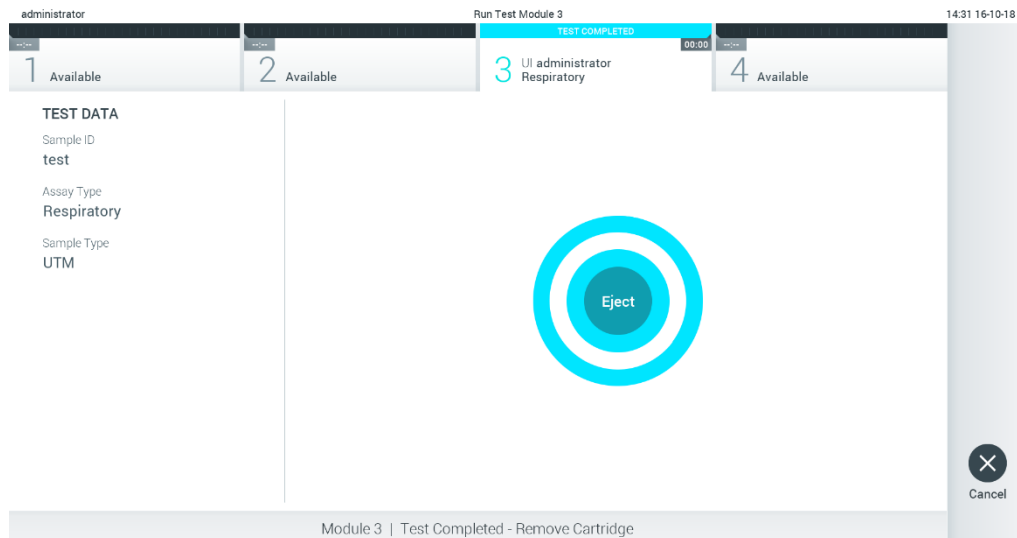 administrator Run Test Module 3 14:31 16-10-18
TEST COMPLETED
--:-- --:-- 00:00 --:--
1 Available 2 Available 3 UI administrator 4 Available
Respiratory
TEST DATA
Sample ID
test
Assay Type
Respiratory
Sample Type
UTM
Eject
Cancel
Module 3 | Test Completed - Remove Cartridge